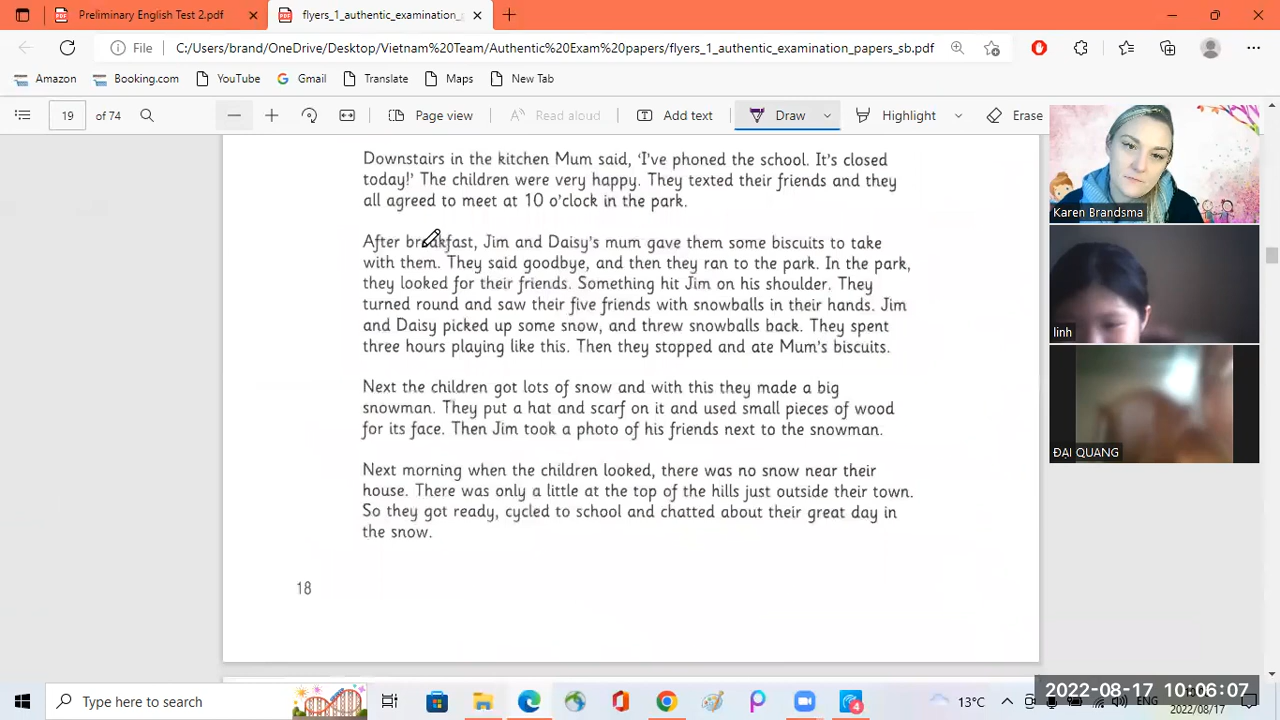 Preliminary English Test 2.pdf
flyers_1_authentic_examination_
File
C:/Users/brand/OneDrive/Desktop/Vietnam%20Team/Authentic%20Exam%20papers/flyers_1_authentic_examination_papers_sb.pdf
Amazon
Booking.com
YouTube
Gmail
Translate
Maps
New Tab
19 of 74
Page view
Read aloud
Add text
Draw
Highlight
Erase
Downstairs in the kitchen Mum said, 'I've phoned the school. It's closed
today!' The children were very happy. They texted their friends and they
all agreed to meet at 10 o'clock in the park.
After breakfast, Jim and Daisy's mum gave them some biscuits to take
with them. They said goodbye, and then they ran to the park. In the park,
they looked for their friends. Something hit Jim on his shoulder. They
turned round and saw their five friends with snowballs in their hands. Jim
and Daisy picked up some snow, and threw snowballs back. They spent
three hours playing like this. Then they stopped and ate Mum's biscuits.
Next the children got lots of snow and with this they made a big
snowman. They put a hat and scarf on it and used small pieces of wood
for its face. Then Jim took a photo of his friends next to the snowman.
Next morning when the children looked, there was no snow near their
house. There was only a little at the top of the hills just outside their town.
So they got ready, cycled to school and chatted about their great day in
the snow.
18
Karen Brandsma
linh
ĐẠI QUANG
Type here to search
4
13°C
ENG
2022-08-17 10:06:07
2022/08/17